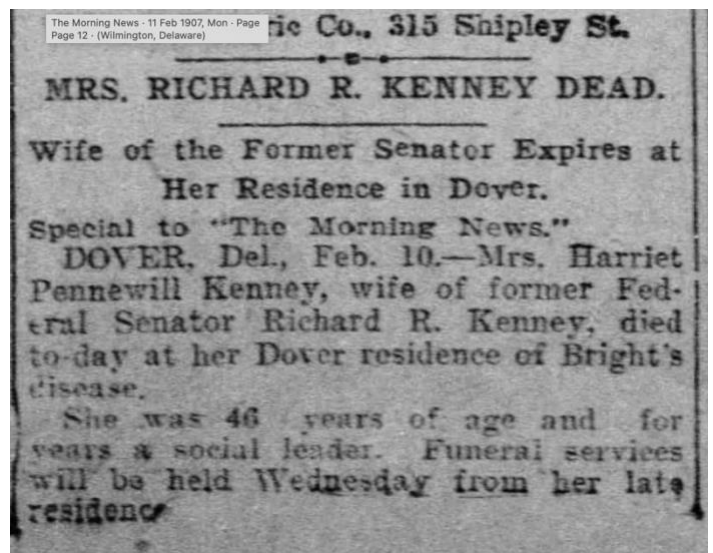 The Morning News · 11 Feb 1907, Mon · Page
Page 12 · (Wilmington, Delaware)
ric Co., 315 Shipley St.
MRS. RICHARD R. KENNEY DEAD.
Wife of the Former Senator Expires at
Her Residence in Dover.
Special to "The Morning News."
DOVER, Del., Feb. 10.—Mrs. Harriet
Pennewill Kenney, wife of former Fed-
eral Senator Richard R. Kenney, died
to-day at her Dover residence of Bright's
disease.
She was 46 years of age and for
years a social leader. Funeral services
will be held Wednesday from her late
residence